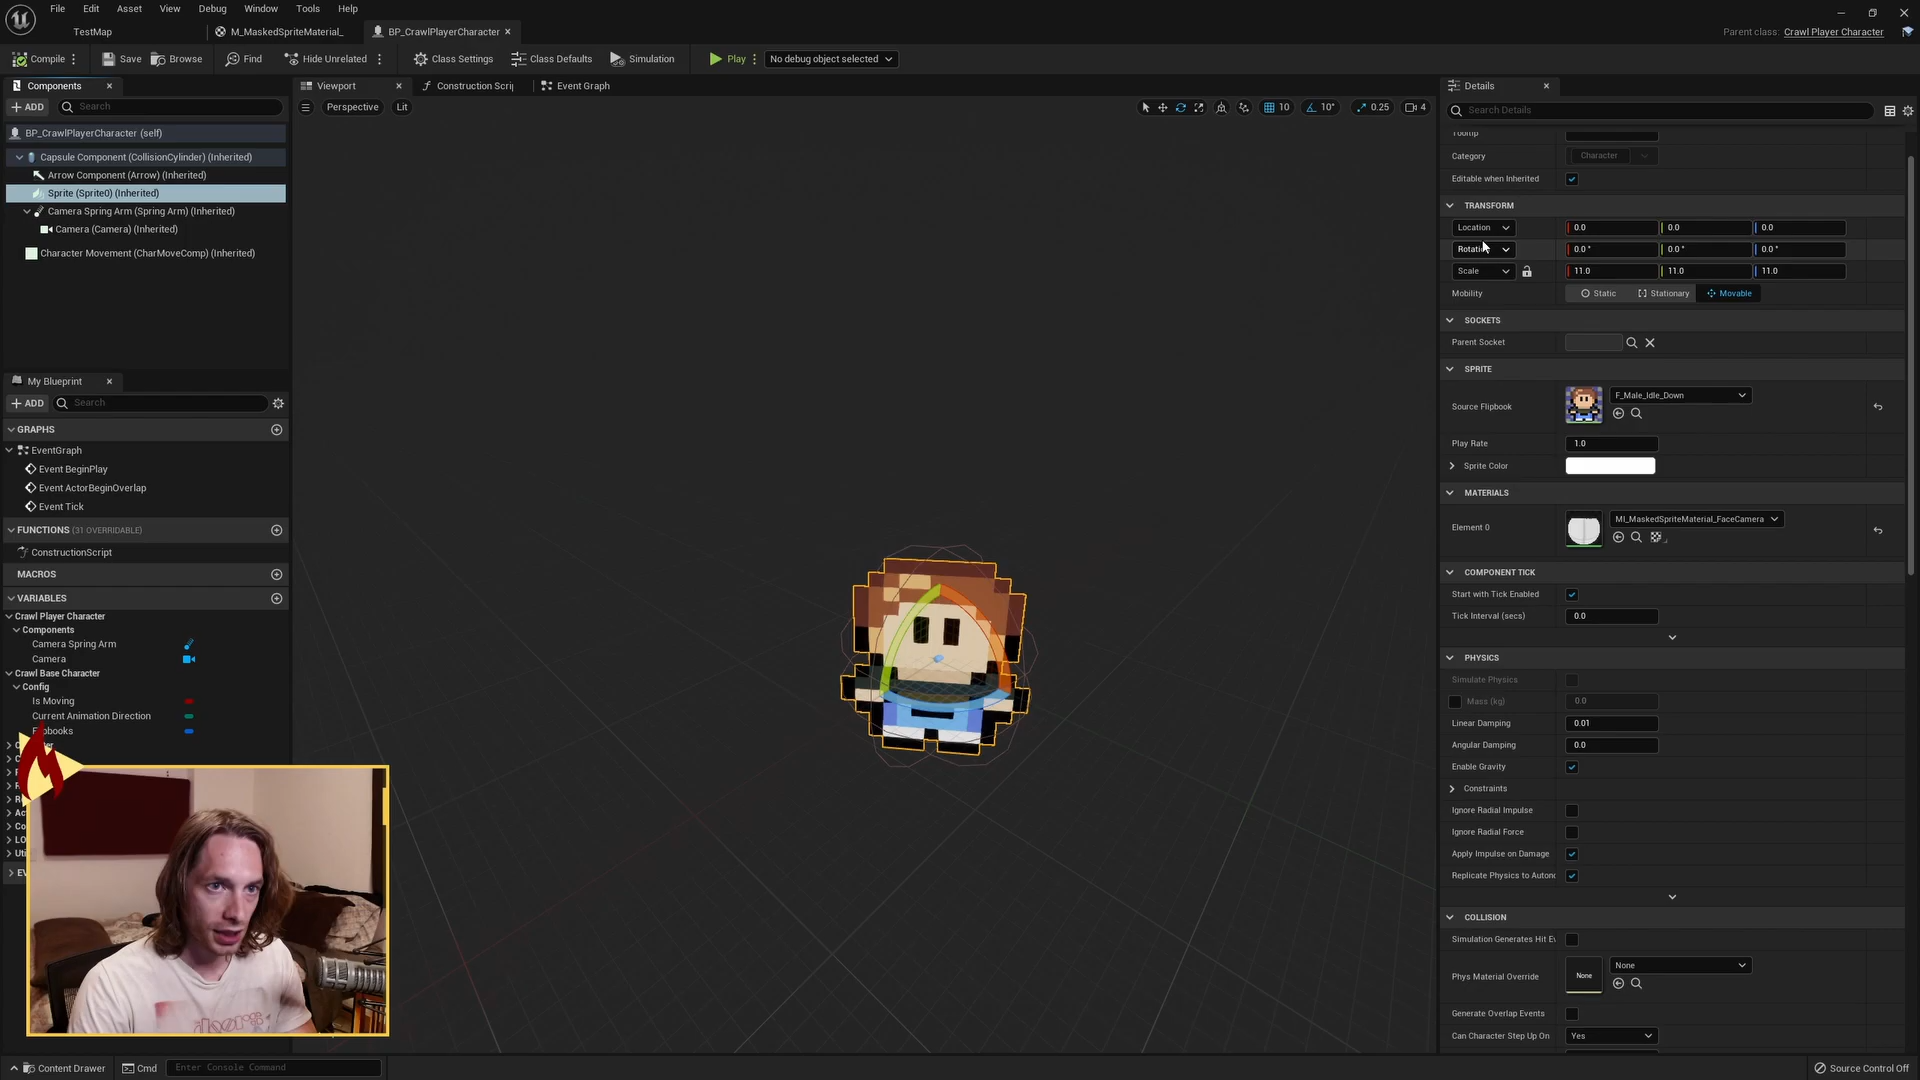 File Edit Asset View Debug Window Tools Help
TestMap M_MaskedSpriteMaterial_ BP_CrawlPlayerCharacter
Parent class: Crawl Player Character
Compile Save Browse Find Hide Unrelated Class Settings Class Defaults Simulation Play No debug object selected
Components
ADD Search
BP_CrawlPlayerCharacter (self)
Capsule Component (CollisionCylinder) (Inherited)
Arrow Component (Arrow) (Inherited)
Sprite (Sprite0) (Inherited)
Camera Spring Arm (Spring Arm) (Inherited)
Camera (Camera) (Inherited)
Character Movement (CharMoveComp) (Inherited)
My Blueprint
ADD Search
GRAPHS
EventGraph
Event BeginPlay
Event ActorBeginOverlap
Event Tick
FUNCTIONS (31 OVERRIDABLE)
ConstructionScript
MACROS
VARIABLES
Crawl Player Character
Components
Camera Spring Arm
Camera
Crawl Base Character
Config
Is Moving
Current Animation Direction
Viewport Construction Scri Event Graph
Perspective Lit
10 10° 0.25 4
Details
Search Details
Tooltip
Category Character
Editable when Inherited
TRANSFORM
Location 0.0 0.0 0.0
0.0 ° 0.0 ° 0.0 °
Scale 11.0 11.0 11.0
Mobility Static Stationary Movable
SOCKETS
Parent Socket
SPRITE
Source Flipbook F_Male_Idle_Down
Play Rate 1.0
Sprite Color
MATERIALS
Element 0 MI_MaskedSpriteMaterial_FaceCamera
COMPONENT TICK
Start with Tick Enabled
Tick Interval (secs) 0.0
PHYSICS
Simulate Physics
Mass (kg) 0.0
Linear Damping 0.01
Angular Damping 0.0
Enable Gravity
Constraints
Ignore Radial Impulse
Ignore Radial Force
Apply Impulse on Damage
Replicate Physics to Autono
COLLISION
Simulation Generates Hit Ev
Phys Material Override None None
Generate Overlap Events
Can Character Step Up On Yes
Content Drawer Cmd Enter Console Command
Source Control Off